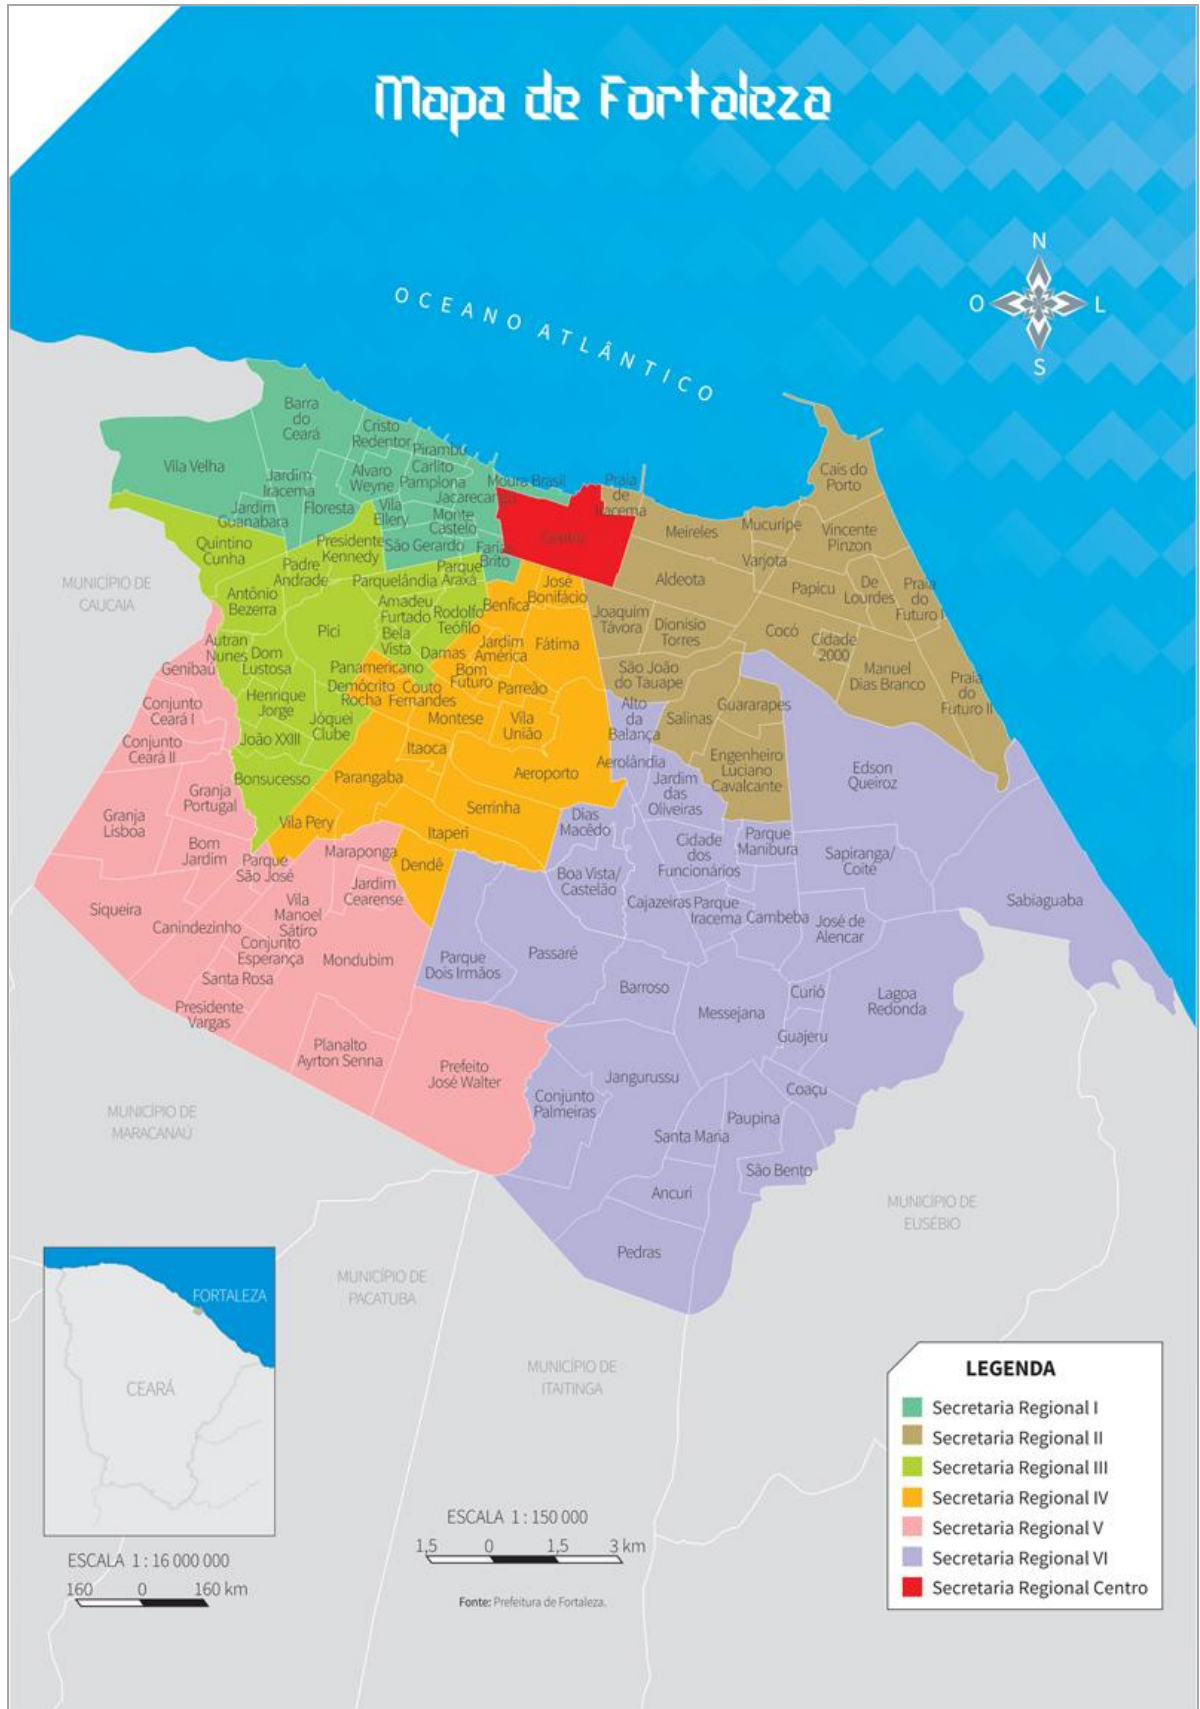 Mapa de Fortaleza
N
O
L
S
OCEANO ATLÂNTICO
Barra
do
Ceará
Cristo
Redentor
Pirambu
Vila Velha
Jardim
Iracema
Alvaro
Weyne
Carlito
Pamplona
Moura Brasil
Praia
de
Iracema
Cais do
Porto
Jardim
Guanabara
Floresta
Vila
Ellery
Jacarecanga
Monte
Castelo
Centro
Meireles
Mucuripe
Vincente
Pinzon
Quintino
Cunha
Presidente
Kennedy
São Gerardo
Farias
Brito
Varjota
MUNICÍPIO DE
CAUCAIA
Padre
Andrade
Parquelândia
Parque
Araxá
José
Bonifácio
Aldeota
Papicu
De
Lourdes
Praia
do
Futuro I
Antônio
Bezerra
Amadeu
Furtado
Rodolfo
Teófilo
Benfica
Joaquim
Távora
Dionísio
Torres
Cocó
Cidade
2000
Pici
Bela
Vista
Damas
Jardim
América
Fátima
Autran
Nunes
Dom
Lustosa
Genibaú
Panamericano
Bom
Futuro
Parreão
São João
do Tauape
Manuel
Dias Branco
Praia
do
Futuro II
Henrique
Jorge
Demócrito
Rocha
Couto
Fernandes
Conjunto
Ceará I
Jóquei
Clube
Montese
Vila
União
Alto
da
Balança
Salinas
Guararapes
Conjunto
Ceará II
João XXIII
Itaoca
Aerolândia
Engenheiro
Luciano
Cavalcante
Edson
Queiroz
Bonsucesso
Parangaba
Aeroporto
Jardim
das
Oliveiras
Granja
Portugal
Granja
Lisboa
Vila Pery
Serrinha
Dias
Macêdo
Itaperi
Cidade
dos
Funcionários
Parque
Manibura
Sapiranga/
Coité
Bom
Jardim
Parque
São José
Maraponga
Dendê
Boa Vista/
Castelão
Jardim
Cearense
Siqueira
Canindezinho
Vila
Manoel
Sátiro
Cajazeiras
Parque
Iracema
Cambeba
José de
Alencar
Sabiaguaba
Conjunto
Esperança
Mondubim
Parque
Dois Irmãos
Passaré
Santa Rosa
Barroso
Messejana
Curió
Lagoa
Redonda
Presidente
Vargas
Guajeru
Planalto
Ayrton Senna
Prefeito
José Walter
Jangurussu
Coaçu
Conjunto
Palmeiras
Paupina
MUNICÍPIO DE
MARACANAÚ
Santa Maria
São Bento
Ancuri
MUNICÍPIO DE
EUSÉBIO
Pedras
MUNICÍPIO DE
PACATUBA
MUNICÍPIO DE
ITAITINGA
FORTALEZA
CEARÁ
ESCALA 1 : 16 000 000
160 0 160 km
ESCALA 1 : 150 000
1,5 0 1,5 3 km
Fonte: Prefeitura de Fortaleza.
LEGENDA
Secretaria Regional I
Secretaria Regional II
Secretaria Regional III
Secretaria Regional IV
Secretaria Regional V
Secretaria Regional VI
Secretaria Regional Centro